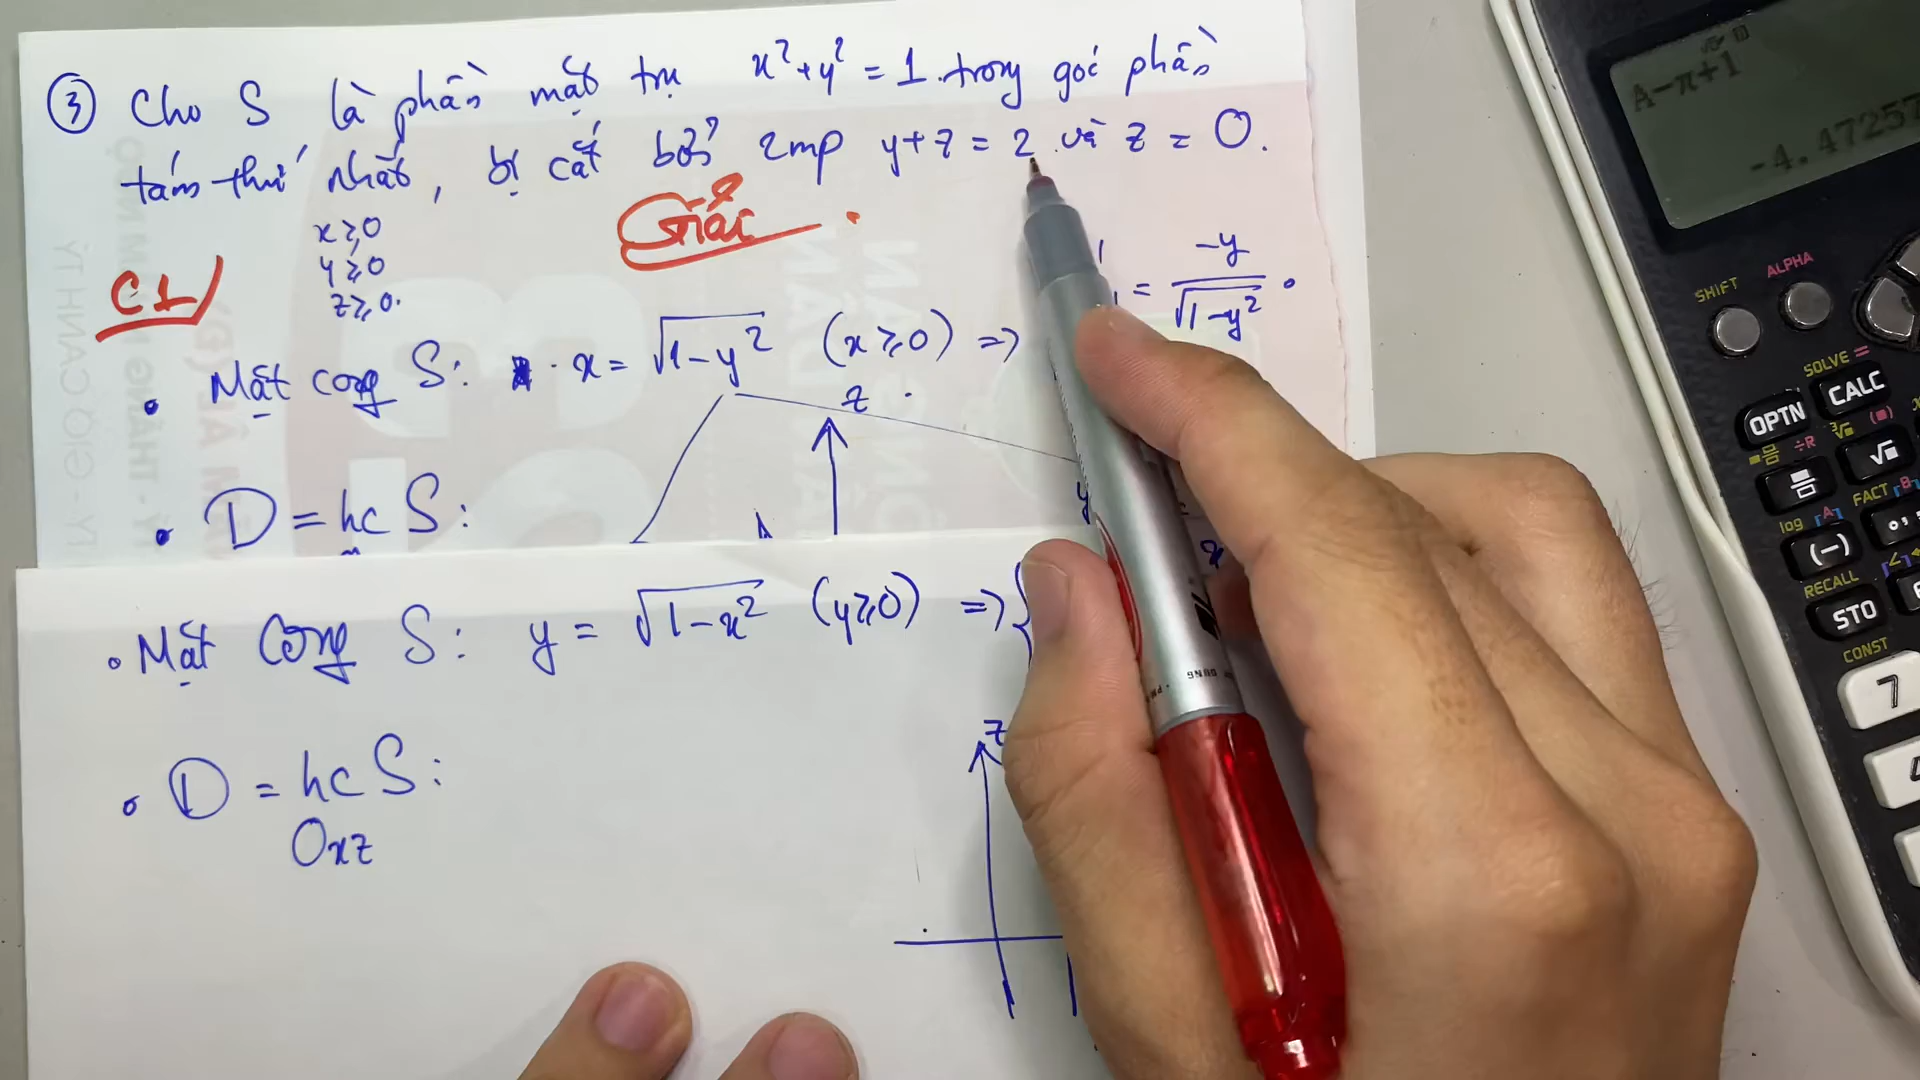 ③ Cho S là phần mặt trụ x² + y² = 1 trong góc phần
tám thứ nhất, bị cắt bởi 2mp y + z = 2 và z = 0.
Giải
x ≥ 0
y ≥ 0
z ≥ 0.
C1/
= -y / √(1-y²)
• Mặt cong S: x = √(1-y²) (x ≥ 0) =>
z
• D = hc S:
y
x
• Mặt cong S: y = √(1-x²) (y ≥ 0) => {
z
• D = hc S:
Oxz
A-π+1
-4.47257
SHIFT ALPHA
SOLVE =
OPTN CALC
FACT
log
(-)
RECALL
STO
CONST
7